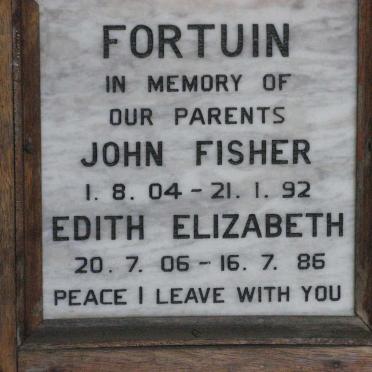 FORTUIN
IN MEMORY OF
OUR PARENTS
JOHN FISHER
1. 8. 04 - 21. 1. 92
EDITH ELIZABETH
20. 7. 06 - 16. 7. 86
PEACE I LEAVE WITH YOU